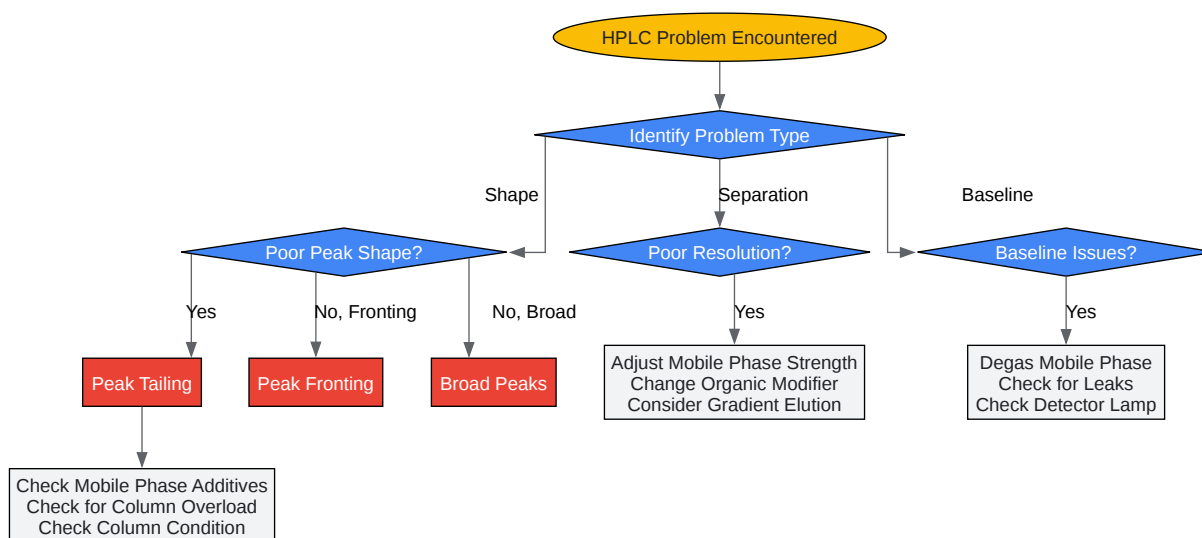 HPLC Problem Encountered
Identify Problem Type
Shape
Separation
Baseline
Poor Peak Shape?
Poor Resolution?
Baseline Issues?
Yes
No, Fronting
No, Broad
Yes
Yes
Peak Tailing
Peak Fronting
Broad Peaks
Adjust Mobile Phase Strength
Change Organic Modifier
Consider Gradient Elution
Degas Mobile Phase
Check for Leaks
Check Detector Lamp
Check Mobile Phase Additives
Check for Column Overload
Check Column Condition